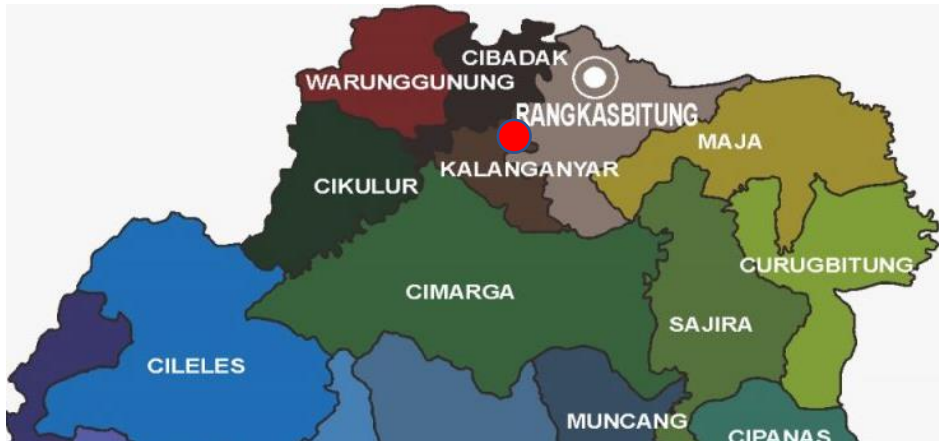 CIBADAK
WARUNGGUNUNG
RANGKASBITUNG
MAJA
KALANGANYAR
CIKULUR
CURUGBITUNG
CIMARGA
SAJIRA
CILELES
MUNCANG
CIPANAS